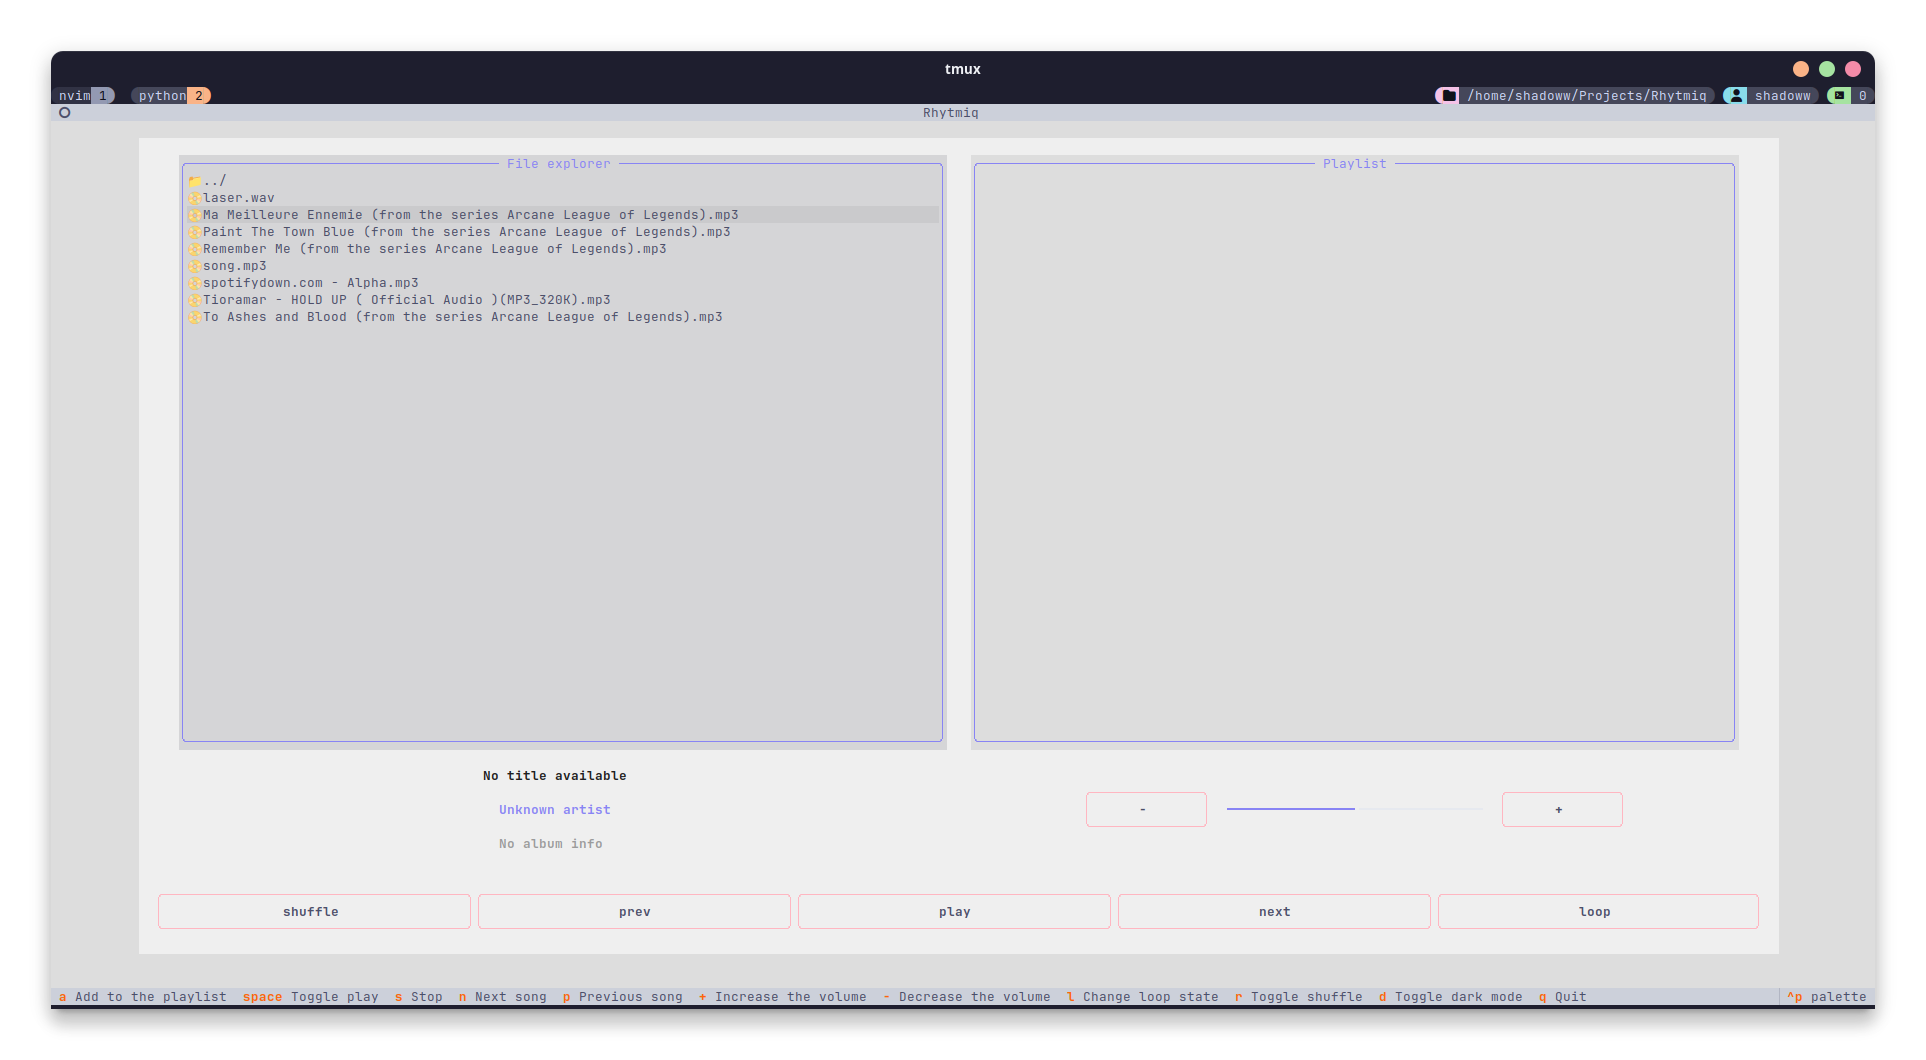 tmux
nvim 1 python 2 /home/shadoww/Projects/Rhytmiq shadoww 0
Rhytmiq
File explorer
../
laser.wav
Ma Meilleure Ennemie (from the series Arcane League of Legends).mp3
Paint The Town Blue (from the series Arcane League of Legends).mp3
Remember Me (from the series Arcane League of Legends).mp3
song.mp3
spotifydown.com - Alpha.mp3
Tioramar - HOLD UP ( Official Audio )(MP3_320K).mp3
To Ashes and Blood (from the series Arcane League of Legends).mp3
Playlist
No title available
Unknown artist
No album info
- +
shuffle prev play next loop
a Add to the playlist space Toggle play s Stop n Next song p Previous song + Increase the volume - Decrease the volume l Change loop state r Toggle shuffle d Toggle dark mode q Quit ^p palette